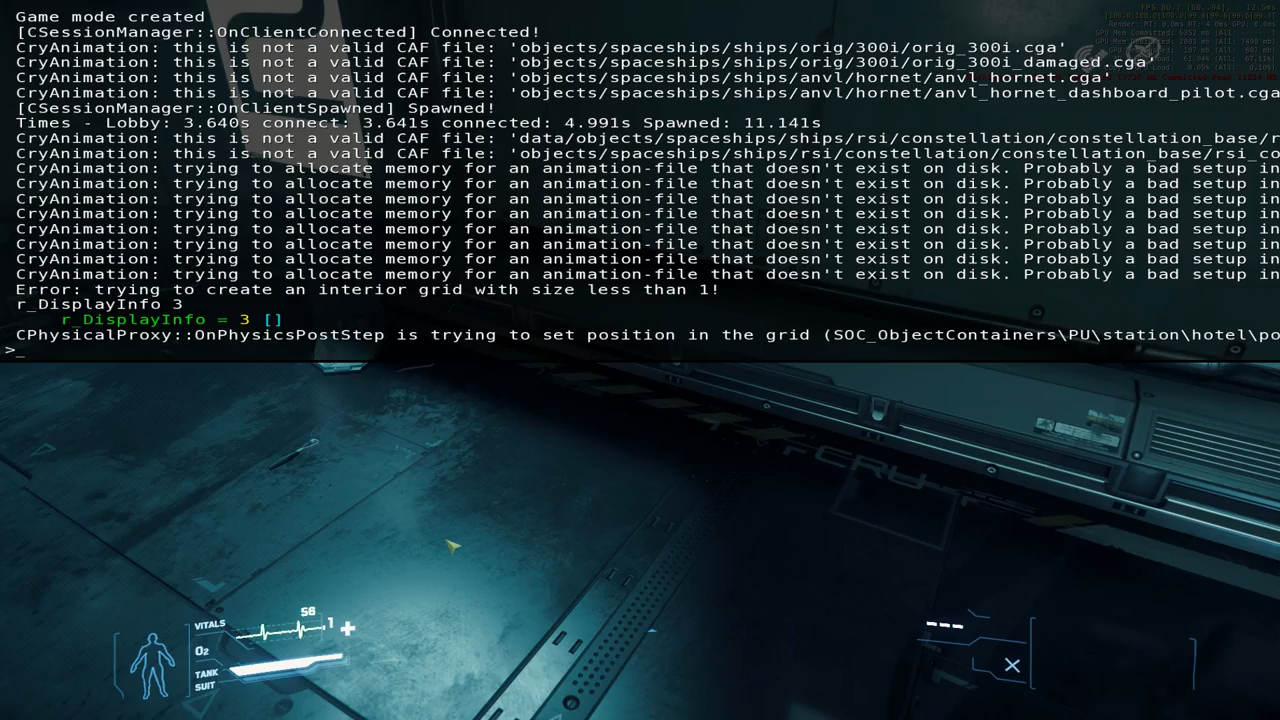 Game mode created
[CSessionManager::OnClientConnected] Connected!
CryAnimation: this is not a valid CAF file: 'objects/spaceships/ships/orig/300i/orig_300i.cga'
CryAnimation: this is not a valid CAF file: 'objects/spaceships/ships/orig/300i/orig_300i_damaged.cga'
CryAnimation: this is not a valid CAF file: 'objects/spaceships/ships/anvl/hornet/anvl_hornet.cga'
CryAnimation: this is not a valid CAF file: 'objects/spaceships/ships/anvl/hornet/anvl_hornet_dashboard_pilot.cga
[CSessionManager::OnClientSpawned] Spawned!
Times - Lobby: 3.640s connect: 3.641s connected: 4.991s Spawned: 11.141s
CryAnimation: this is not a valid CAF file: 'data/objects/spaceships/ships/rsi/constellation/constellation_base/r
CryAnimation: this is not a valid CAF file: 'objects/spaceships/ships/rsi/constellation/constellation_base/rsi_co
CryAnimation: trying to allocate memory for an animation-file that doesn't exist on disk. Probably a bad setup in
CryAnimation: trying to allocate memory for an animation-file that doesn't exist on disk. Probably a bad setup in
CryAnimation: trying to allocate memory for an animation-file that doesn't exist on disk. Probably a bad setup in
CryAnimation: trying to allocate memory for an animation-file that doesn't exist on disk. Probably a bad setup in
CryAnimation: trying to allocate memory for an animation-file that doesn't exist on disk. Probably a bad setup in
CryAnimation: trying to allocate memory for an animation-file that doesn't exist on disk. Probably a bad setup in
CryAnimation: trying to allocate memory for an animation-file that doesn't exist on disk. Probably a bad setup in
CryAnimation: trying to allocate memory for an animation-file that doesn't exist on disk. Probably a bad setup in
Error: trying to create an interior grid with size less than 1!
r_DisplayInfo 3
r_DisplayInfo = 3 []
CPhysicalProxy::OnPhysicsPostStep is trying to set position in the grid (SOC_ObjectContainers\PU\station\hotel\po
>_
56
VITALS
1
O2
TANK
SUIT